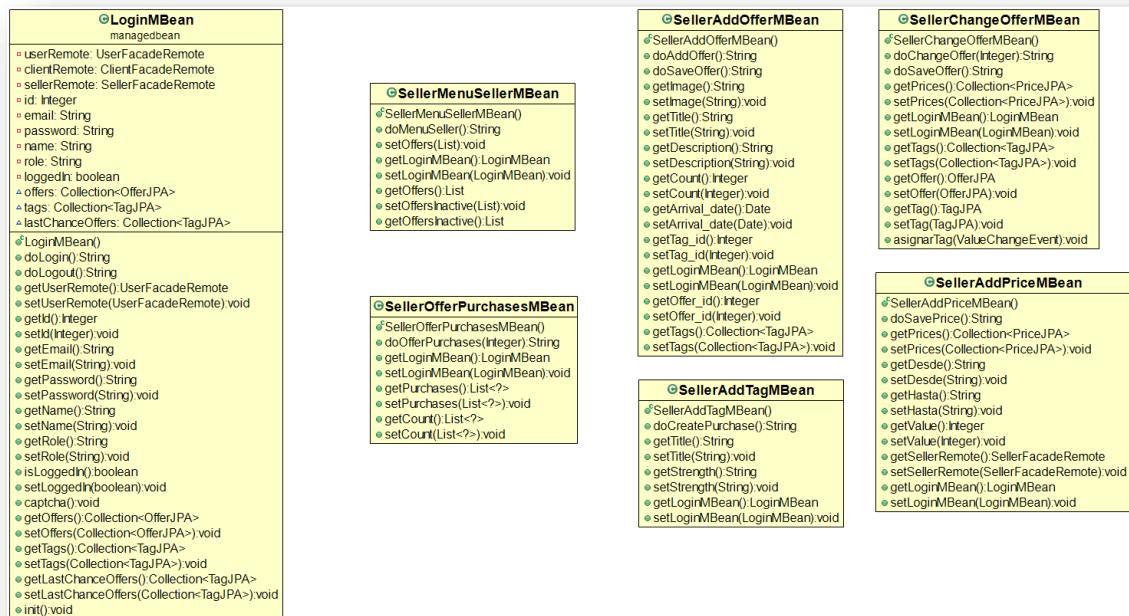 LoginMBean
managedbean
userRemote: UserFacadeRemote
clientRemote: ClientFacadeRemote
sellerRemote: SellerFacadeRemote
id: Integer
email: String
password: String
name: String
role: String
loggedIn: boolean
offers: Collection<OfferJPA>
tags: Collection<TagJPA>
lastChanceOffers: Collection<TagJPA>
LoginMBean()
doLogin():String
doLogout():String
getUserRemote():UserFacadeRemote
setUserRemote(UserFacadeRemote):void
getId():Integer
setId(Integer):void
getEmail():String
setEmail(String):void
getPassword():String
setPassword(String):void
getName():String
setName(String):void
getRole():String
setRole(String):void
isLoggedIn():boolean
setLoggedIn(boolean):void
captcha():void
getOffers():Collection<OfferJPA>
setOffers(Collection<OfferJPA>):void
getTags():Collection<TagJPA>
setTags(Collection<TagJPA>):void
getLastChanceOffers():Collection<TagJPA>
setLastChanceOffers(Collection<TagJPA>):void
init():void
SellerMenuSellerMBean
SellerMenuSellerMBean()
doMenuSeller():String
setOffers(List):void
getLoginMBean():LoginMBean
setLoginMBean(LoginMBean):void
getOffers():List
setOffersInactive(List):void
getOffersInactive():List
SellerOfferPurchasesMBean
SellerOfferPurchasesMBean()
doOfferPurchases(Integer):String
getLoginMBean():LoginMBean
setLoginMBean(LoginMBean):void
getPurchases():List<?>
setPurchases(List<?>):void
getCount():List<?>
setCount(List<?>):void
SellerAddOfferMBean
SellerAddOfferMBean()
doAddOffer():String
doSaveOffer():String
getImage():String
setImage(String):void
getTitle():String
setTitle(String):void
getDescription():String
setDescription(String):void
getCount():Integer
setCount(Integer):void
getArrival_date():Date
setArrival_date(Date):void
getTag_id():Integer
setTag_id(Integer):void
getLoginMBean():LoginMBean
setLoginMBean(LoginMBean):void
getOffer_id():Integer
setOffer_id(Integer):void
getTags():Collection<TagJPA>
setTags(Collection<TagJPA>):void
SellerAddTagMBean
SellerAddTagMBean()
doCreatePurchase():String
getTitle():String
setTitle(String):void
getStrength():String
setStrength(String):void
getLoginMBean():LoginMBean
setLoginMBean(LoginMBean):void
SellerChangeOfferMBean
SellerChangeOfferMBean()
doChangeOffer(Integer):String
doSaveOffer():String
getPrices():Collection<PriceJPA>
setPrices(Collection<PriceJPA>):void
getLoginMBean():LoginMBean
setLoginMBean(LoginMBean):void
getTags():Collection<TagJPA>
setTags(Collection<TagJPA>):void
getOffer():OfferJPA
setOffer(OfferJPA):void
getTag():TagJPA
setTag(TagJPA):void
asignarTag(ValueChangeEvent):void
SellerAddPriceMBean
SellerAddPriceMBean()
doSavePrice():String
getPrices():Collection<PriceJPA>
setPrices(Collection<PriceJPA>):void
getDesde():String
setDesde(String):void
getHasta():String
setHasta(String):void
getValue():Integer
setValue(Integer):void
getSellerRemote():SellerFacadeRemote
setSellerRemote(SellerFacadeRemote):void
getLoginMBean():LoginMBean
setLoginMBean(LoginMBean):void